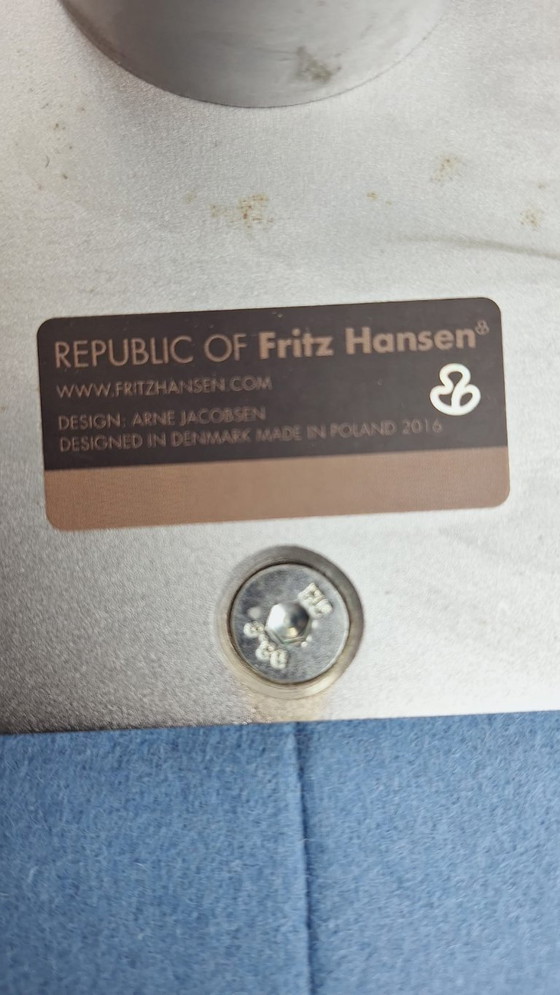 REPUBLIC OF Fritz Hansen
WWW.FRITZHANSEN.COM
DESIGN: ARNE JACOBSEN
DESIGNED IN DENMARK MADE IN POLAND 2016